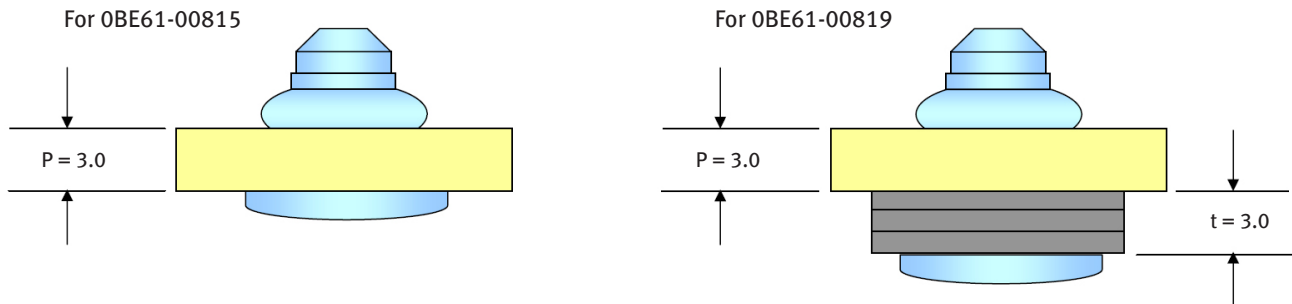 For 0BE61-00815
P = 3.0
For 0BE61-00819
P = 3.0
t = 3.0